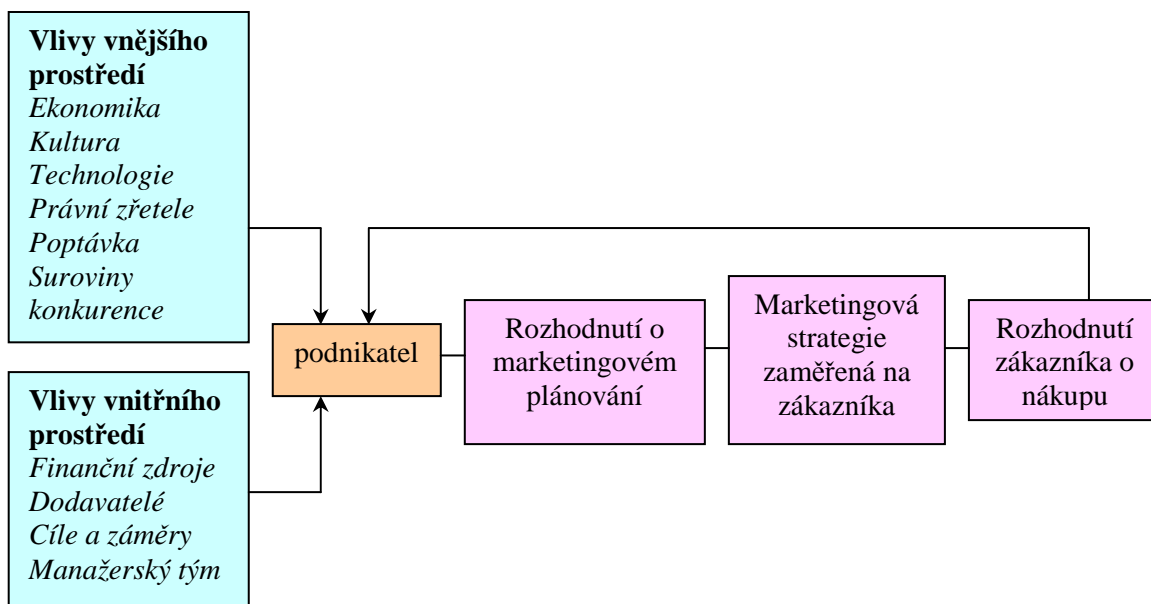 Vlivy vnějšího
prostředí
Ekonomika
Kultura
Technologie
Právní zřetele
Poptávka
Suroviny
konkurence
Vlivy vnitřního
prostředí
Finanční zdroje
Dodavatelé
Cíle a záměry
Manažerský tým
podnikatel
Rozhodnutí o
marketingovém
plánování
Marketingová
strategie
zaměřená na
zákazníka
Rozhodnutí
zákazníka o
nákupu